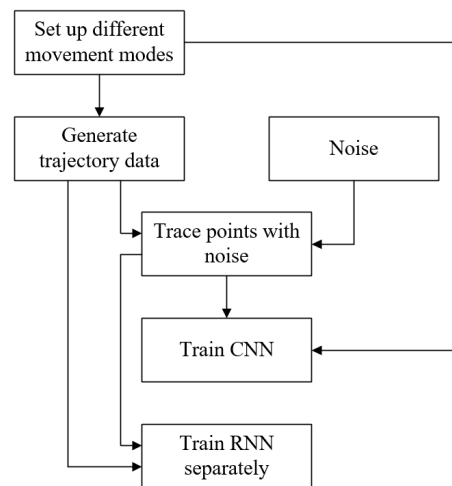 Set up different
movement modes
Generate
trajectory data
Noise
Trace points with
noise
Train CNN
Train RNN
separately